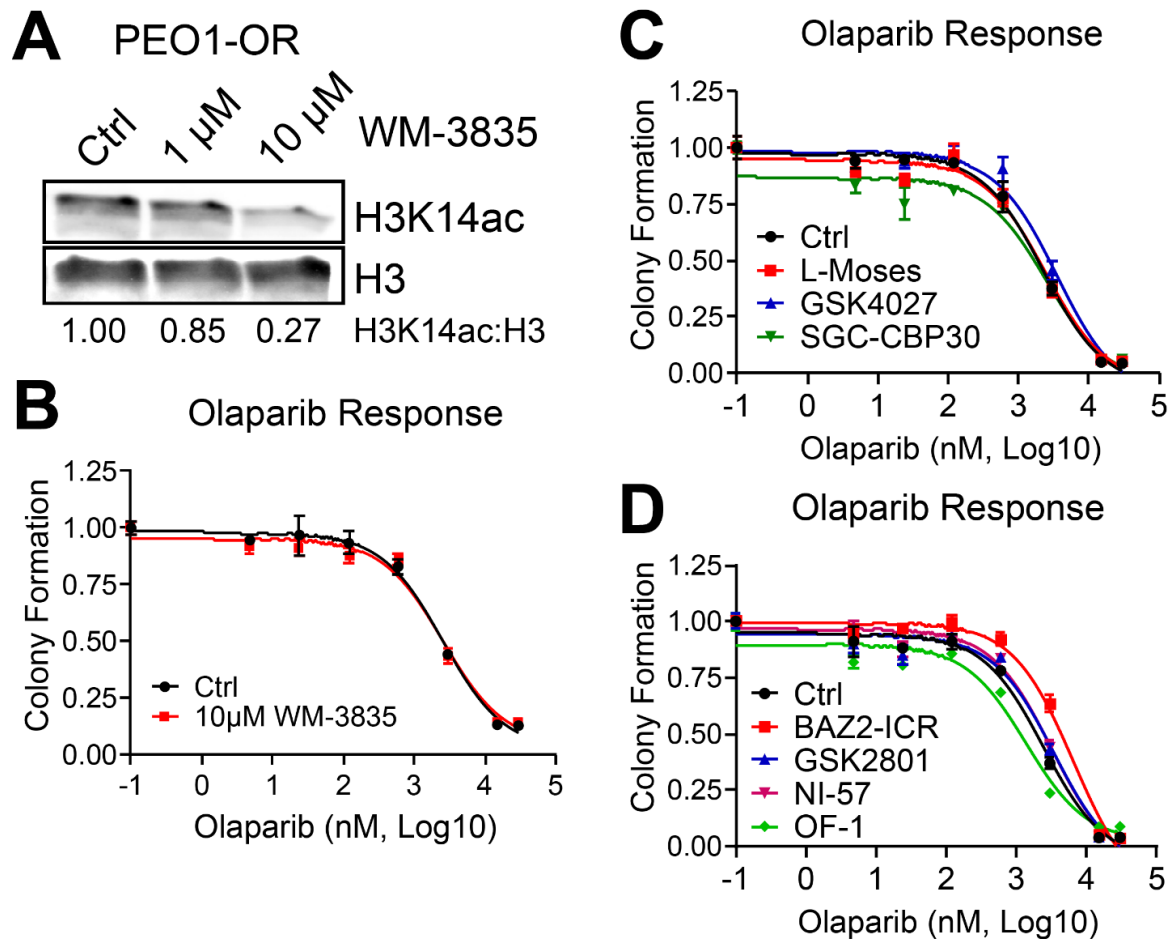 A
PEO1-OR
Ctrl
1 µM
10 µM
WM-3835
H3K14ac
H3
1.00 0.85 0.27 H3K14ac:H3
B
Olaparib Response
Colony Formation
1.25
1.00
0.75
0.50
0.25
0.00
Ctrl
10µM WM-3835
-1 0 1 2 3 4 5
Olaparib (nM, Log10)
C
Olaparib Response
Colony Formation
1.25
1.00
0.75
0.50
0.25
0.00
Ctrl
L-Moses
GSK4027
SGC-CBP30
-1 0 1 2 3 4 5
Olaparib (nM, Log10)
D
Olaparib Response
Colony Formation
1.25
1.00
0.75
0.50
0.25
0.00
Ctrl
BAZ2-ICR
GSK2801
NI-57
OF-1
-1 0 1 2 3 4 5
Olaparib (nM, Log10)